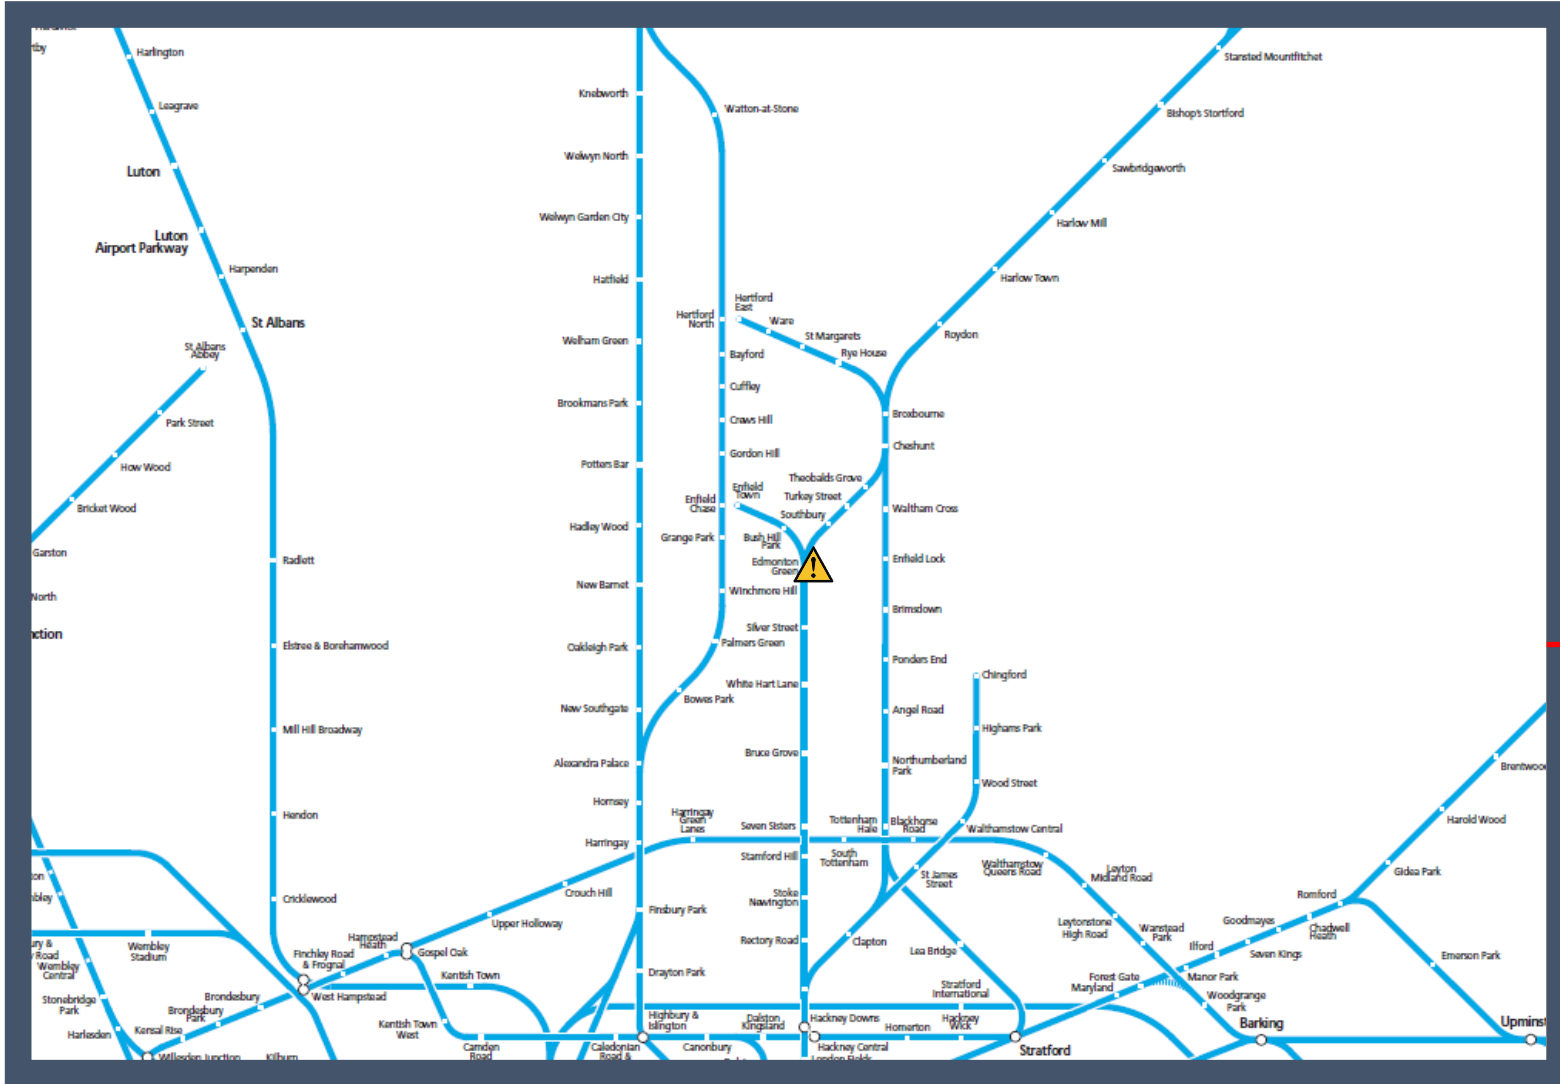 Harlington
Leagrave
Luton
Luton
Airport Parkway
Harpenden
St Albans
St Albans
Abbey
Park Street
How Wood
Bricket Wood
Garston
North
Radlett
Elstree & Borehamwood
Mill Hill Broadway
Hendon
Cricklewood
Knebworth
Welwyn North
Welwyn Garden City
Hatfield
Welham Green
Brookmans Park
Potters Bar
Hadley Wood
New Barnet
Oakleigh Park
New Southgate
Alexandra Palace
Hornsey
Harringay
Finsbury Park
Drayton Park
Highbury &
Islington
Watton-at-Stone
Hertford
North
Bayford
Cuffley
Crews Hill
Gordon Hill
Enfield
Chase
Grange Park
Winchmore Hill
Palmers Green
Bowes Park
Hertford
East
Ware
St Margarets
Rye House
Broxbourne
Cheshunt
Theobalds Grove
Turkey Street
Southbury
Enfield
Town
Bush Hill
Park
Edmonton
Green
Silver Street
White Hart Lane
Bruce Grove
Seven Sisters
Stamford Hill
Stoke
Newington
Rectory Road
Hackney Downs
Hackney Central
London Fields
Waltham Cross
Enfield Lock
Brimsdown
Ponders End
Angel Road
Northumberland
Park
Tottenham
Hale
Stansted Mountfitchet
Bishop's Stortford
Sawbridgeworth
Harlow Mill
Harlow Town
Roydon
Chingford
Highams Park
Wood Street
Walthamstow Central
St James
Street
Clapton
Lea Bridge
Stratford
International
Harringay
Green
Lanes
South
Tottenham
Blackhorse
Road
Walthamstow
Queens Road
Leyton
Midland Road
Leytonstone
High Road
Wanstead
Park
Woodgrange
Park
Barking
Upminst
Crouch Hill
Upper Holloway
Gospel Oak
Hampstead
Heath
Finchley Road
& Frognal
West Hampstead
Kentish Town
Kentish Town
West
Camden
Road
Caledonian
Road &
Canonbury
Dalston
Kingsland
Homerton
Hackney
Wick
Stratford
Maryland
Forest Gate
Manor Park
Ilford
Seven Kings
Goodmayes
Chadwell
Heath
Romford
Gidea Park
Harold Wood
Brentwoo
Emerson Park
Brondesbury
Brondesbury
Park
Kensal Rise
Willesden Junction
Kilburn
Wembley
Stadium
Wembley
Central
Stonebridge
Park
Harlesden